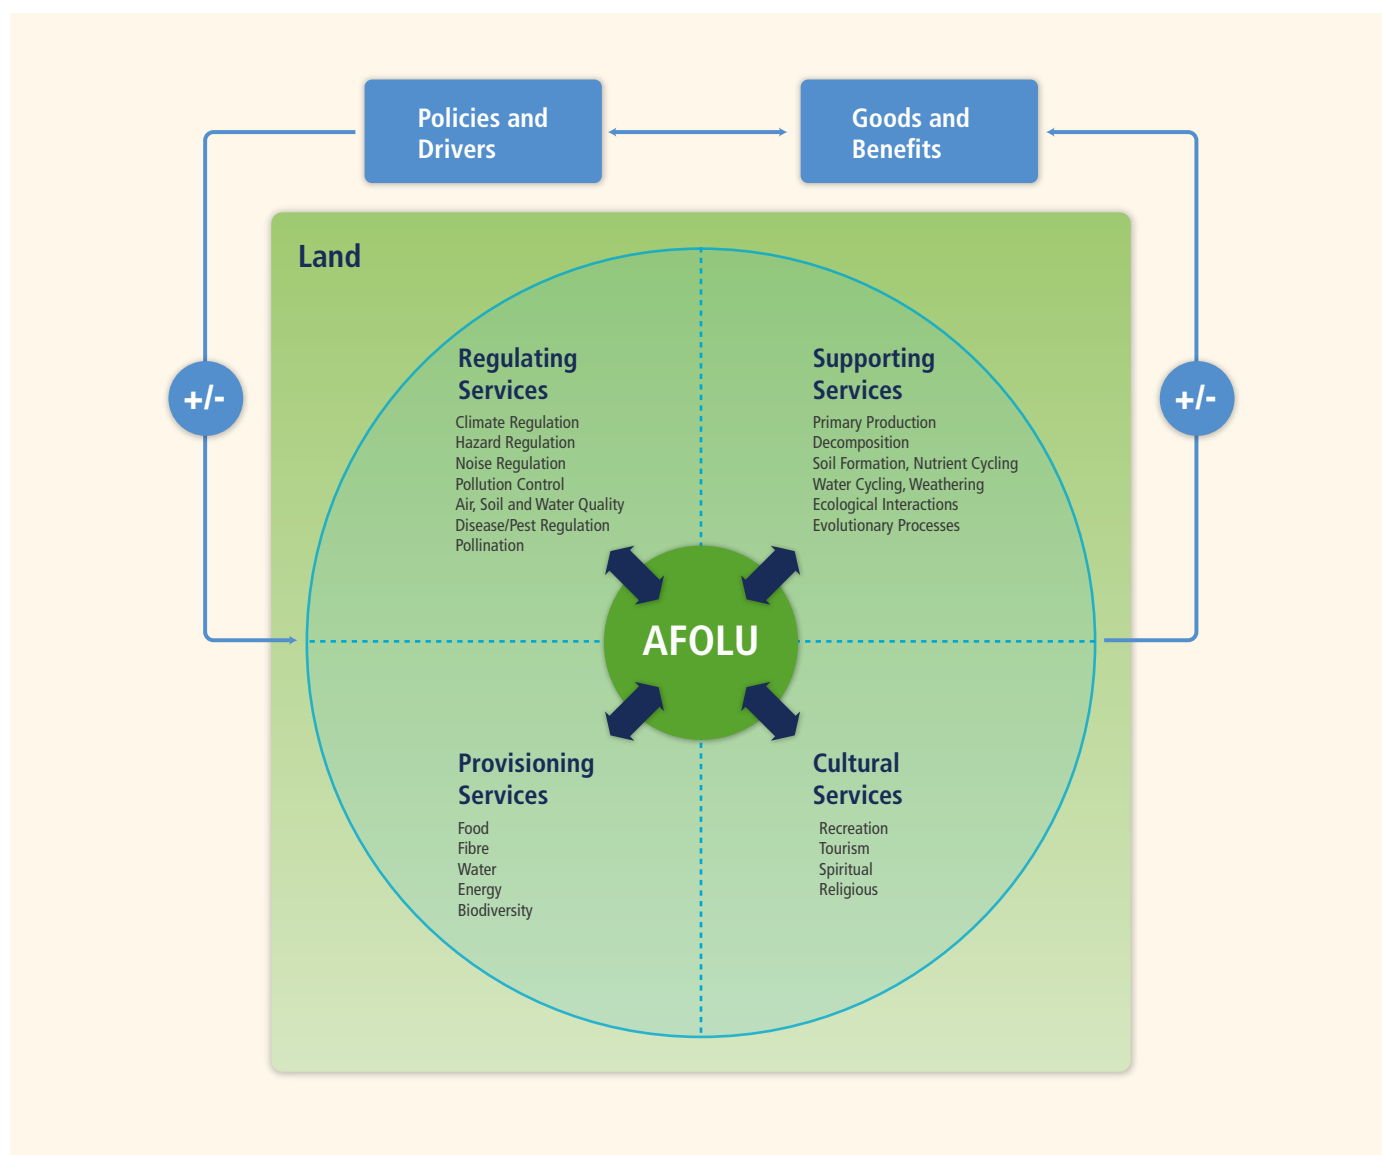 Policies and
Drivers
Goods and
Benefits
Land
+/-
+/-
Regulating
Services
Climate Regulation
Hazard Regulation
Noise Regulation
Pollution Control
Air, Soil and Water Quality
Disease/Pest Regulation
Pollination
Supporting
Services
Primary Production
Decomposition
Soil Formation, Nutrient Cycling
Water Cycling, Weathering
Ecological Interactions
Evolutionary Processes
AFOLU
Provisioning
Services
Food
Fibre
Water
Energy
Biodiversity
Cultural
Services
Recreation
Tourism
Spiritual
Religious